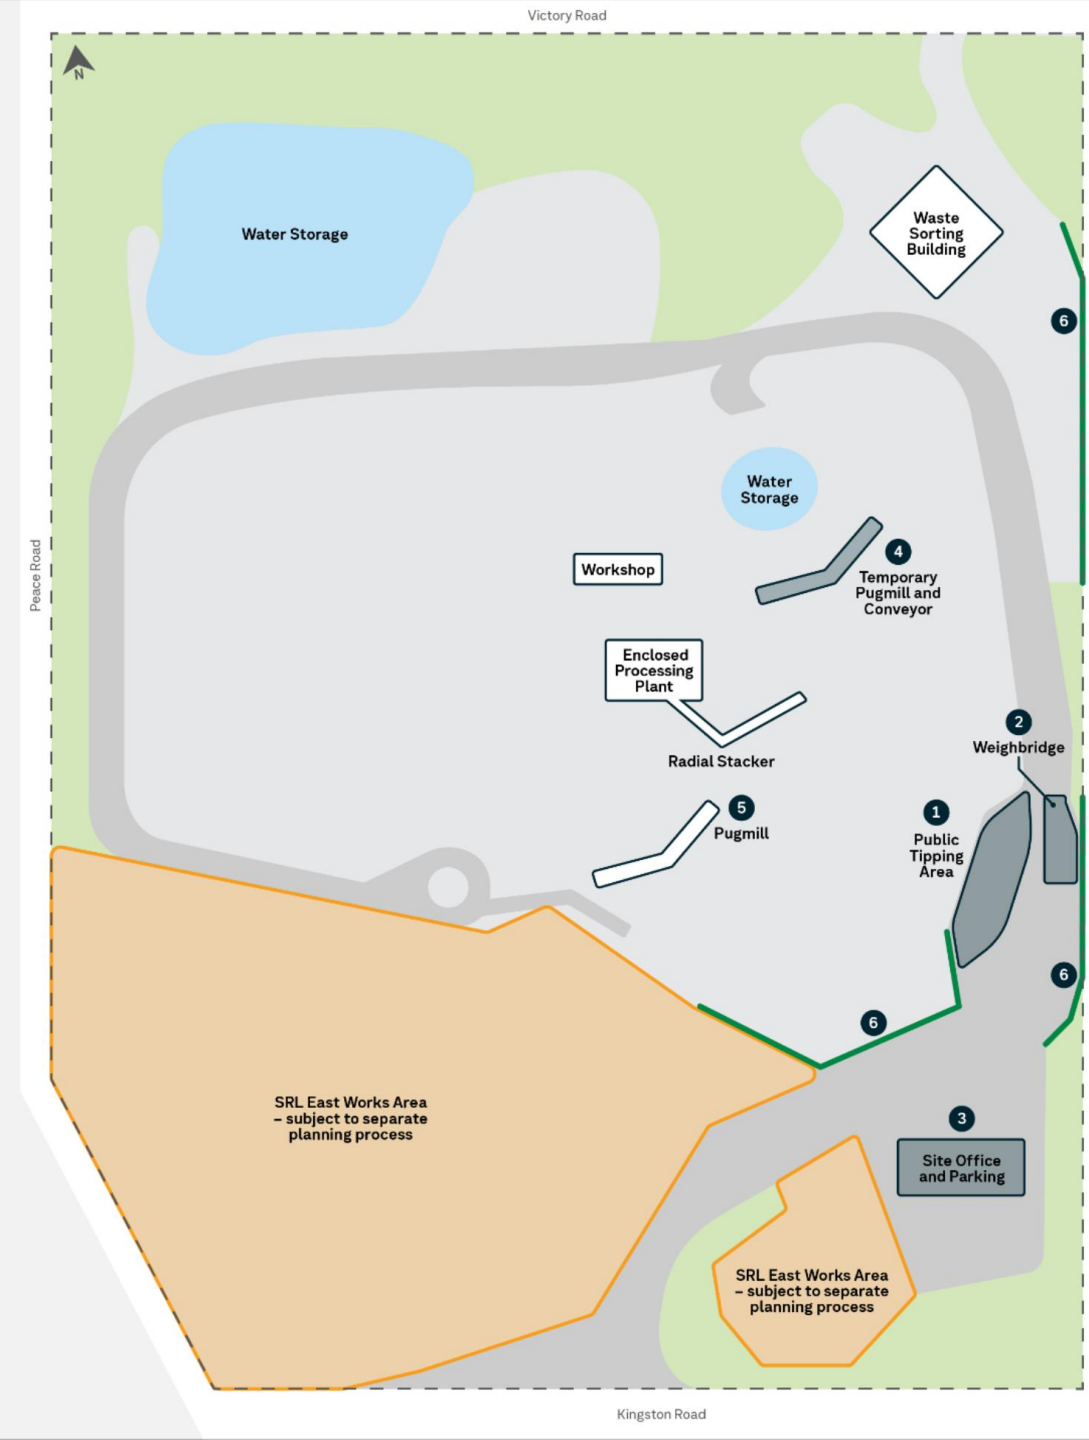 Victory Road
N
Water Storage
Waste
Sorting
Building
6
Water
Storage
4
Temporary
Pugmill and
Conveyor
Workshop
Peace Road
Enclosed
Processing
Plant
Radial Stacker
2
Weighbridge
5
Pugmill
1
Public
Tipping
Area
6
6
SRL East Works Area
– subject to separate
planning process
3
Site Office
and Parking
SRL East Works Area
– subject to separate
planning process
Kingston Road